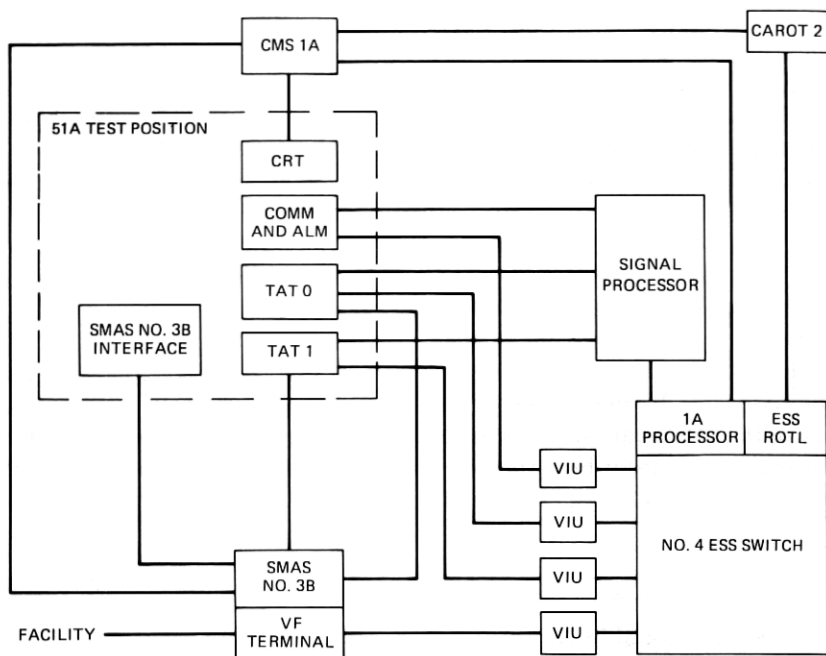 CMS 1A
CAROT 2
51A TEST POSITION
CRT
COMM
AND ALM
SIGNAL
PROCESSOR
TAT 0
SMAS NO. 3B
INTERFACE
TAT 1
1A
PROCESSOR
ESS
ROTL
VIU
VIU
NO. 4 ESS SWITCH
VIU
SMAS
NO. 3B
FACILITY
VF
TERMINAL
VIU